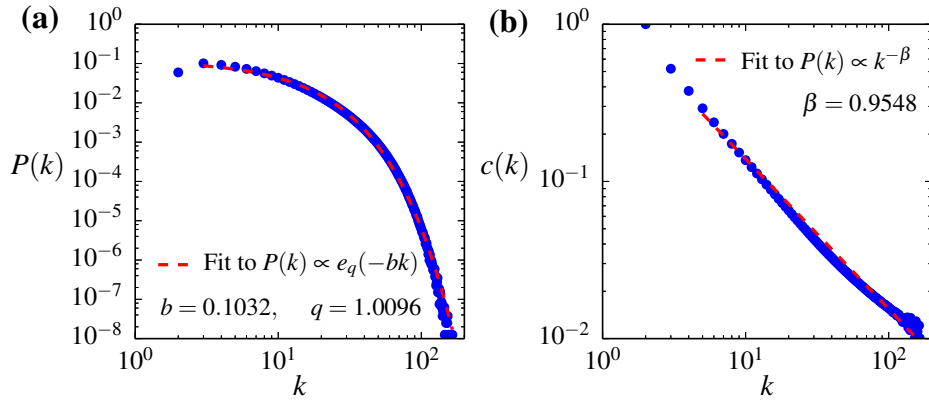 (a)
10^0
10^-1
10^-2
10^-3
P(k)
10^-4
10^-5
10^-6
10^-7
10^-8
Fit to P(k) ∝ e_q(−bk)
b = 0.1032, q = 1.0096
10^0 10^1 10^2
k
(b)
10^0
Fit to P(k) ∝ k^−β
β = 0.9548
c(k)
10^-1
10^-2
10^0 10^1 10^2
k